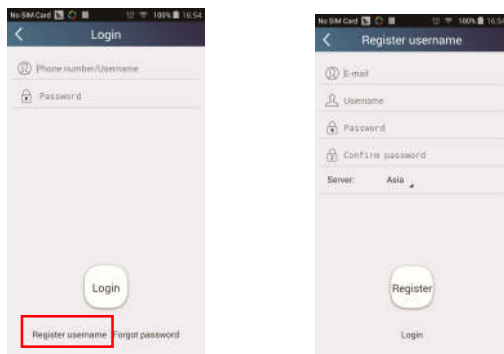 No SIM Card 100% 16:54
Login
Phone number/Username
Password
Login
Register username Forgot password
No SIM Card 100% 16:54
Register username
E-mail
Username
Password
Confirm password
Server: Asia
Register
Login